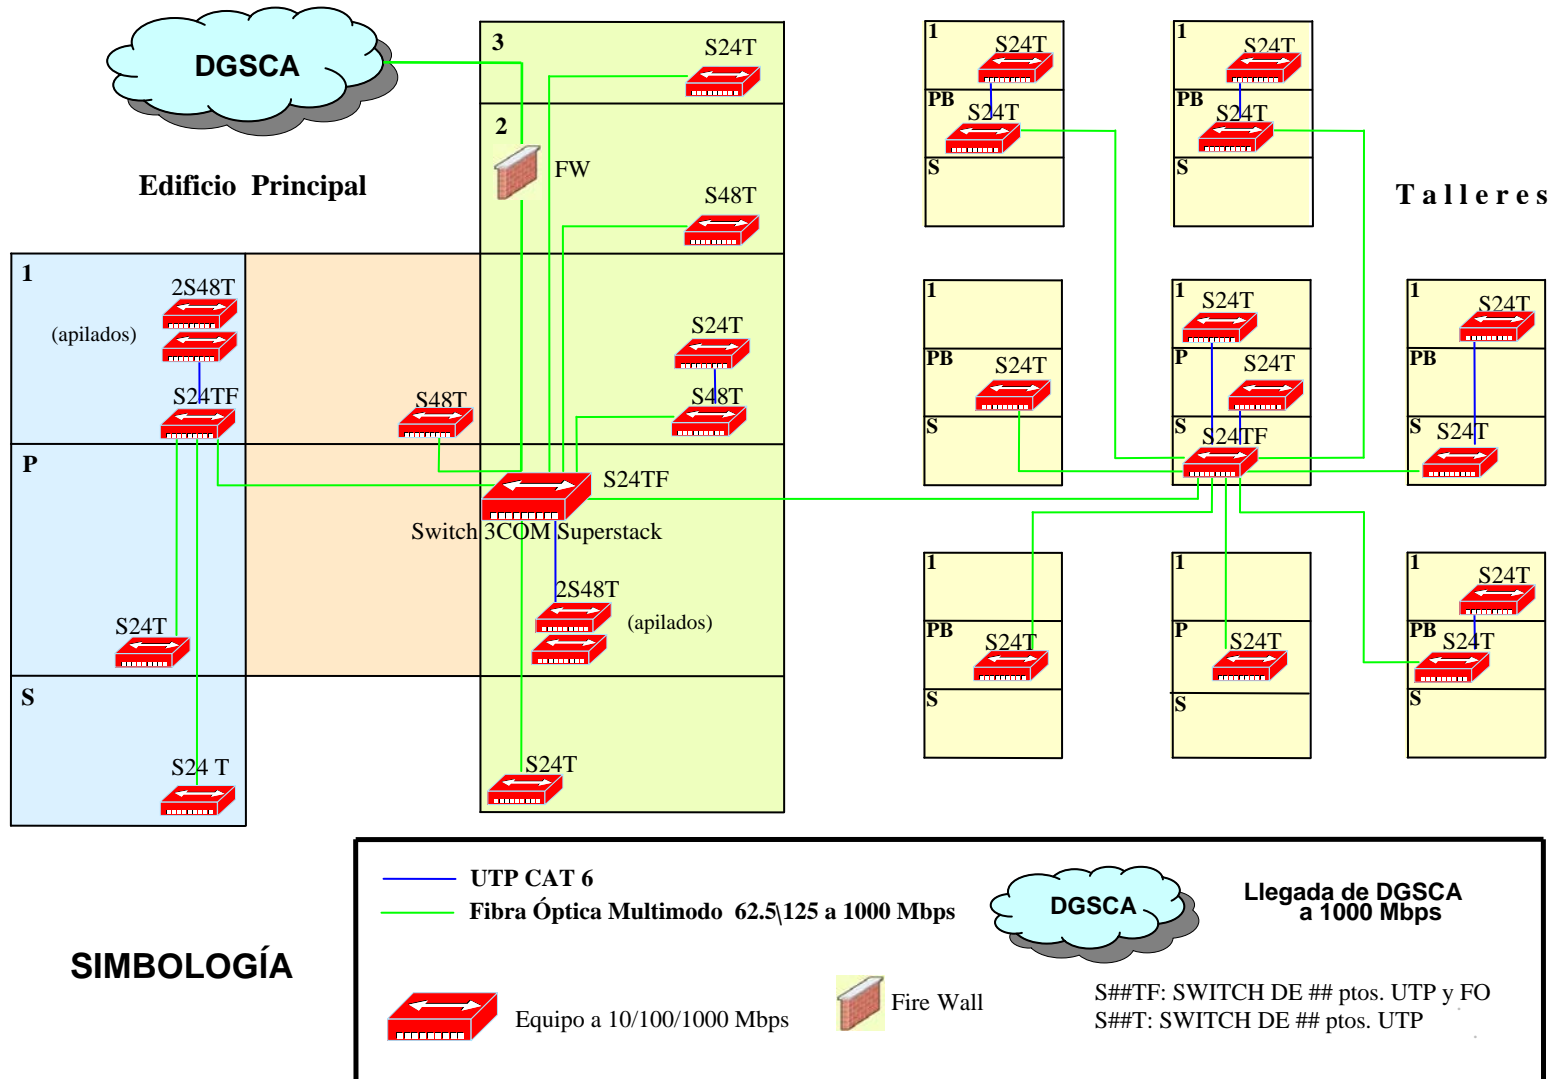 DGSCA
Edificio Principal
3
S24T
2
FW
S48T
1
2S48T
(apilados)
S24TF
S48T
S24T
S48T
P
S24TF
Switch 3COM Superstack
2S48T
(apilados)
S24T
S
S24 T
S24T
Talleres
1
S24T
PB
S24T
S
1
S24T
PB
S24T
S
1
PB
S24T
S
1
S24T
P
S24T
S
S24TF
1
S24T
PB
S
S24T
1
PB
S24T
S
1
P
S24T
S
1
S24T
PB
S24T
S
SIMBOLOGÍA
UTP CAT 6
Fibra Óptica Multimodo 62.5\125 a 1000 Mbps
DGSCA
Llegada de DGSCA
a 1000 Mbps
Equipo a 10/100/1000 Mbps
Fire Wall
S##TF: SWITCH DE ## ptos. UTP y FO
S##T: SWITCH DE ## ptos. UTP